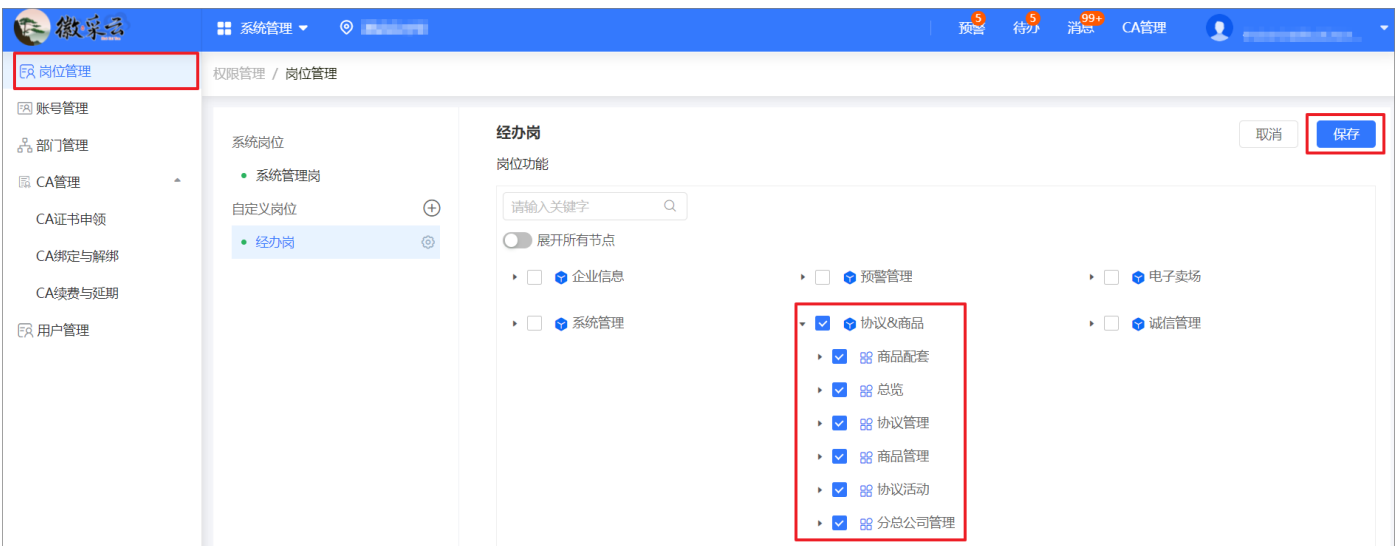 徽采云 系统管理 预警 5 待办 5 消息 99+ CA管理
岗位管理
账号管理
部门管理
CA管理
CA证书申领
CA绑定与解绑
CA续费与延期
用户管理
权限管理 / 岗位管理
系统岗位
系统管理岗
自定义岗位
经办岗
经办岗 取消 保存
岗位功能
请输入关键字
展开所有节点
企业信息 预警管理 电子卖场
系统管理 协议&商品 诚信管理
商品配套
总览
协议管理
商品管理
协议活动
分总公司管理